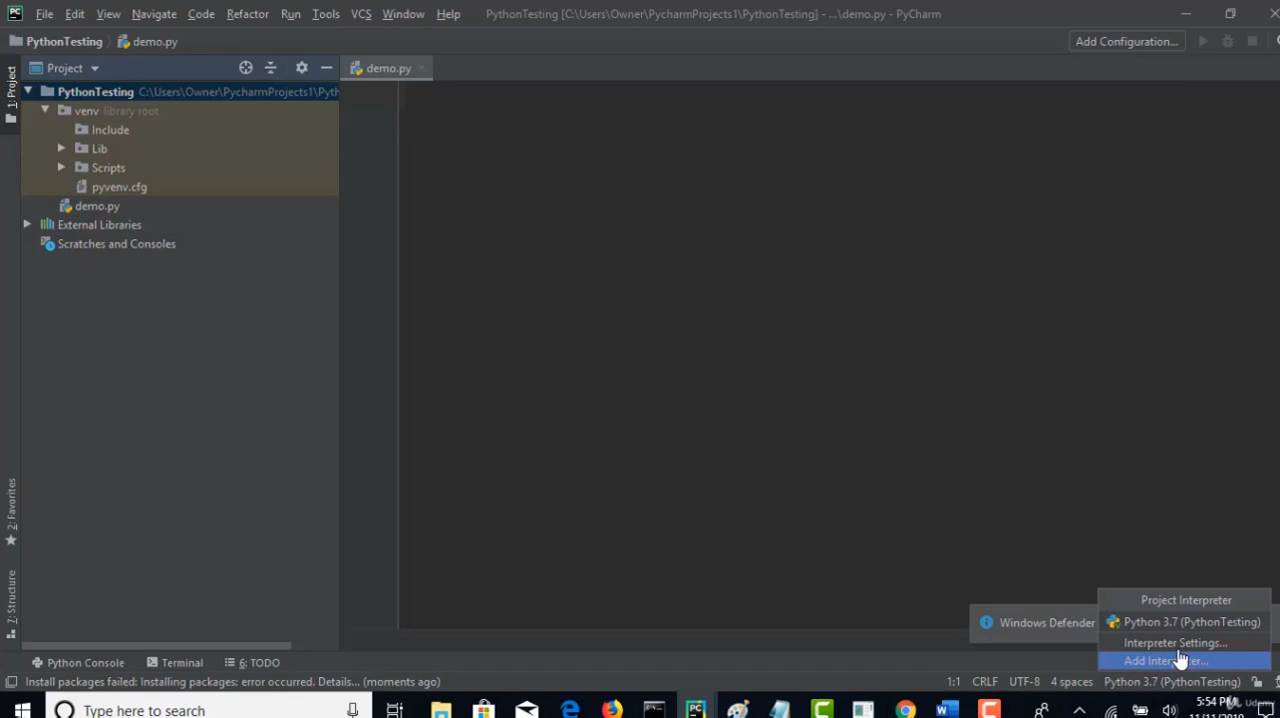 PC File Edit View Navigate Code Refactor Run Tools VCS Window Help PythonTesting [C:\Users\Owner\PycharmProjects1\PythonTesting] - ...\demo.py - PyCharm
PythonTesting demo.py Add Configuration...
1: Project
Project demo.py
PythonTesting C:\Users\Owner\PycharmProjects1\Pyth
venv library root
Include
Lib
Scripts
pyvenv.cfg
demo.py
External Libraries
Scratches and Consoles
2: Favorites
7: Structure
Project Interpreter
Windows Defender
Python 3.7 (PythonTesting)
Interpreter Settings...
Add
Python Console Terminal 6: TODO
Install packages failed: Installing packages: error occurred. Details... (moments ago) 1:1 CRLF UTF-8 4 spaces Python 3.7 (PythonTesting)
Type here to search
5:54 PM